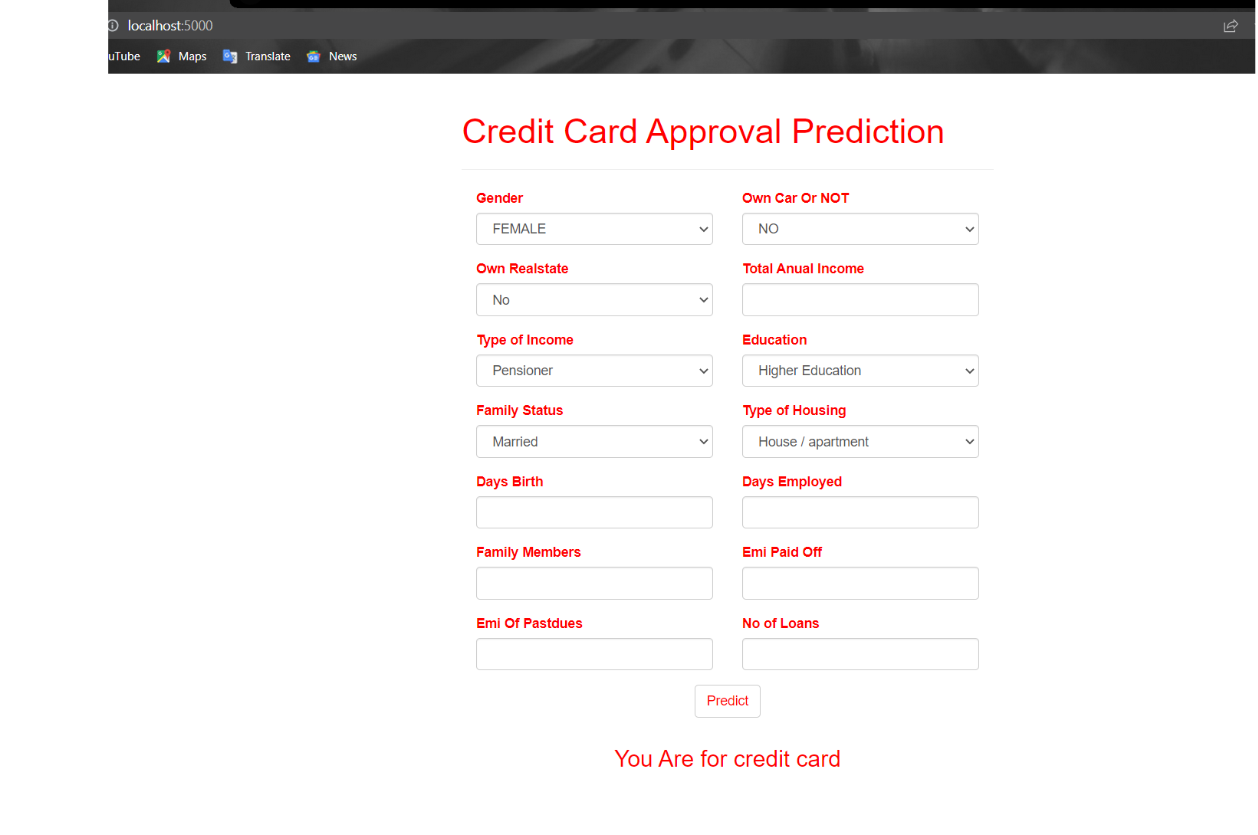 localhost:5000
uTube Maps Translate News
Credit Card Approval Prediction
Gender Own Car Or NOT
FEMALE NO
Own Realstate Total Anual Income
No
Type of Income Education
Pensioner Higher Education
Family Status Type of Housing
Married House / apartment
Days Birth Days Employed
Family Members Emi Paid Off
Emi Of Pastdues No of Loans
Predict
You Are for credit card